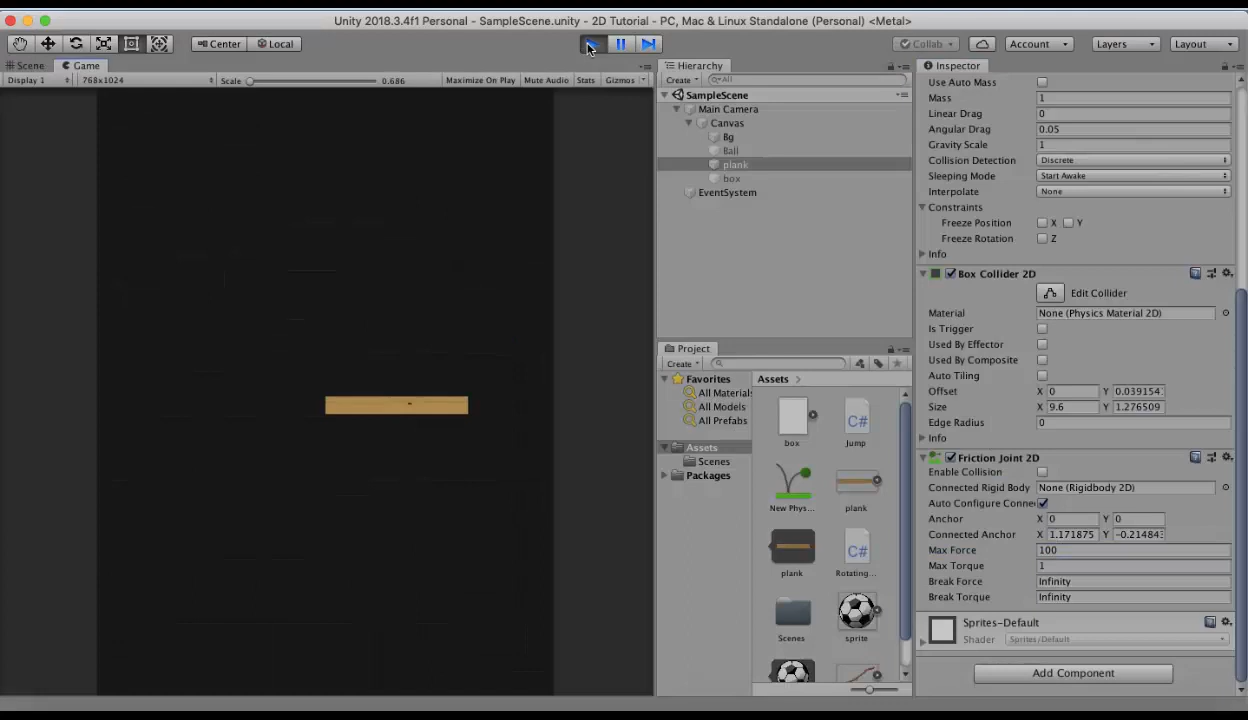 Unity 2018.3.4f1 Personal - SampleScene.unity - 2D Tutorial - PC, Mac & Linux Standalone (Personal) <Metal>
Center Local Collab Account Layers Layout
Scene Game
Display 1 768x1024 Scale 0.686 Maximize On Play Mute Audio Stats Gizmos
Hierarchy
Create All
SampleScene
Main Camera
Canvas
Bg
Ball
plank
box
EventSystem
Project
Create
Favorites
All Materials
All Models
All Prefabs
Assets
Scenes
Packages
Assets
box Jump
New Phys... plank
plank Rotating...
Scenes sprite
C#
C#
Inspector
Use Auto Mass
Mass 1
Linear Drag 0
Angular Drag 0.05
Gravity Scale 1
Collision Detection Discrete
Sleeping Mode Start Awake
Interpolate None
Constraints
Freeze Position X Y
Freeze Rotation Z
Info
Box Collider 2D
Edit Collider
Material None (Physics Material 2D)
Is Trigger
Used By Effector
Used By Composite
Auto Tiling
Offset X 0 Y 0.039154
Size X 9.6 Y 1.276509
Edge Radius 0
Info
Friction Joint 2D
Enable Collision
Connected Rigid Body None (Rigidbody 2D)
Auto Configure Conne
Anchor X 0 Y 0
Connected Anchor X 1.171875 Y
Max Force 100
Max Torque 1
Break Force Infinity
Break Torque Infinity
Sprites-Default
Shader Sprites/Default
Add Component